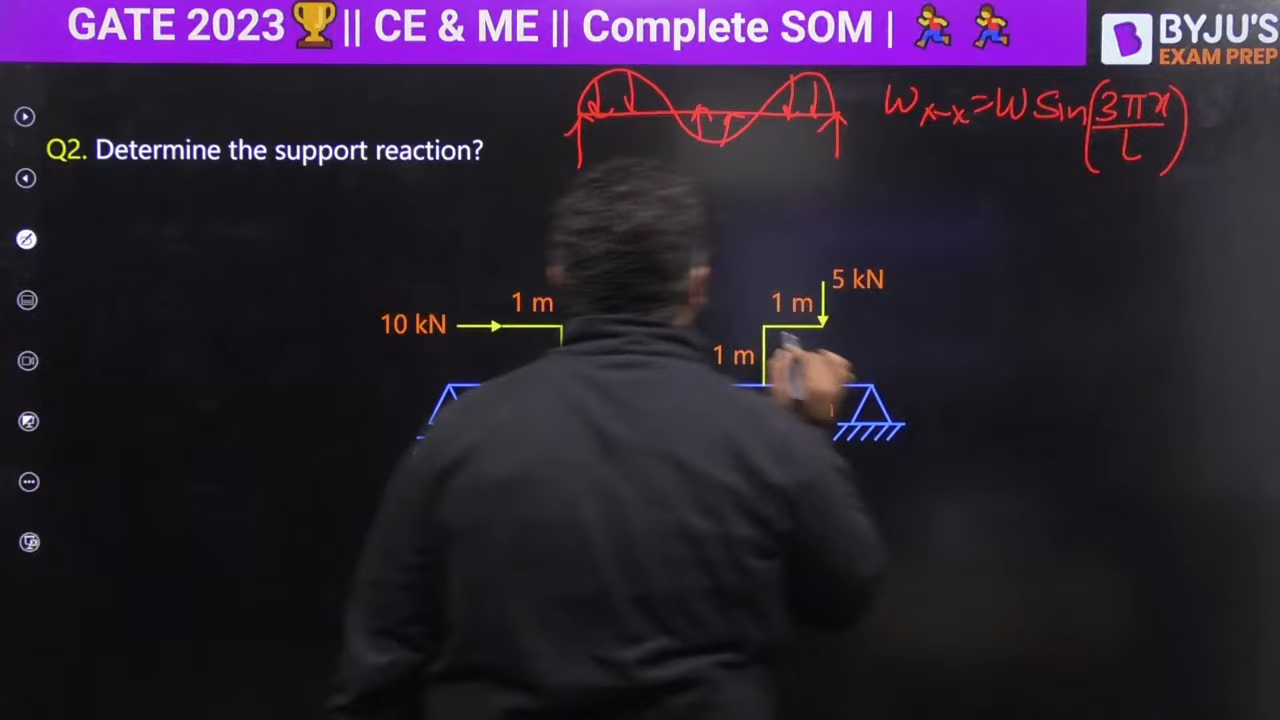 GATE 2023🏆|| CE & ME || Complete SOM | 🏃 🏃
BYJU'S
EXAM PREP
W x-x = W Sin(3πx/L)
Q2. Determine the support reaction?
5 kN
1 m
1 m
10 kN
1 m